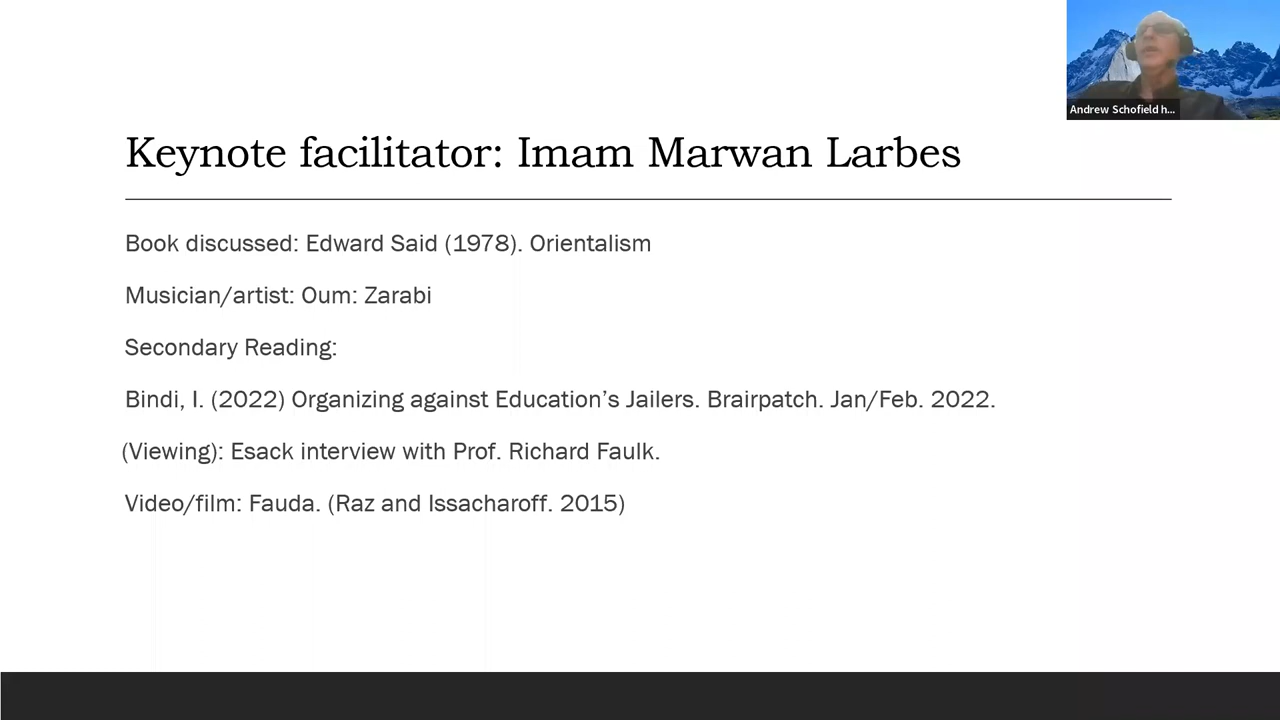 Andrew Schofield h...
Keynote facilitator: Imam Marwan Larbes
Book discussed: Edward Said (1978). Orientalism
Musician/artist: Oum: Zarabi
Secondary Reading:
Bindi, I. (2022) Organizing against Education’s Jailers. Brairpatch. Jan/Feb. 2022.
(Viewing): Esack interview with Prof. Richard Faulk.
Video/film: Fauda. (Raz and Issacharoff. 2015)